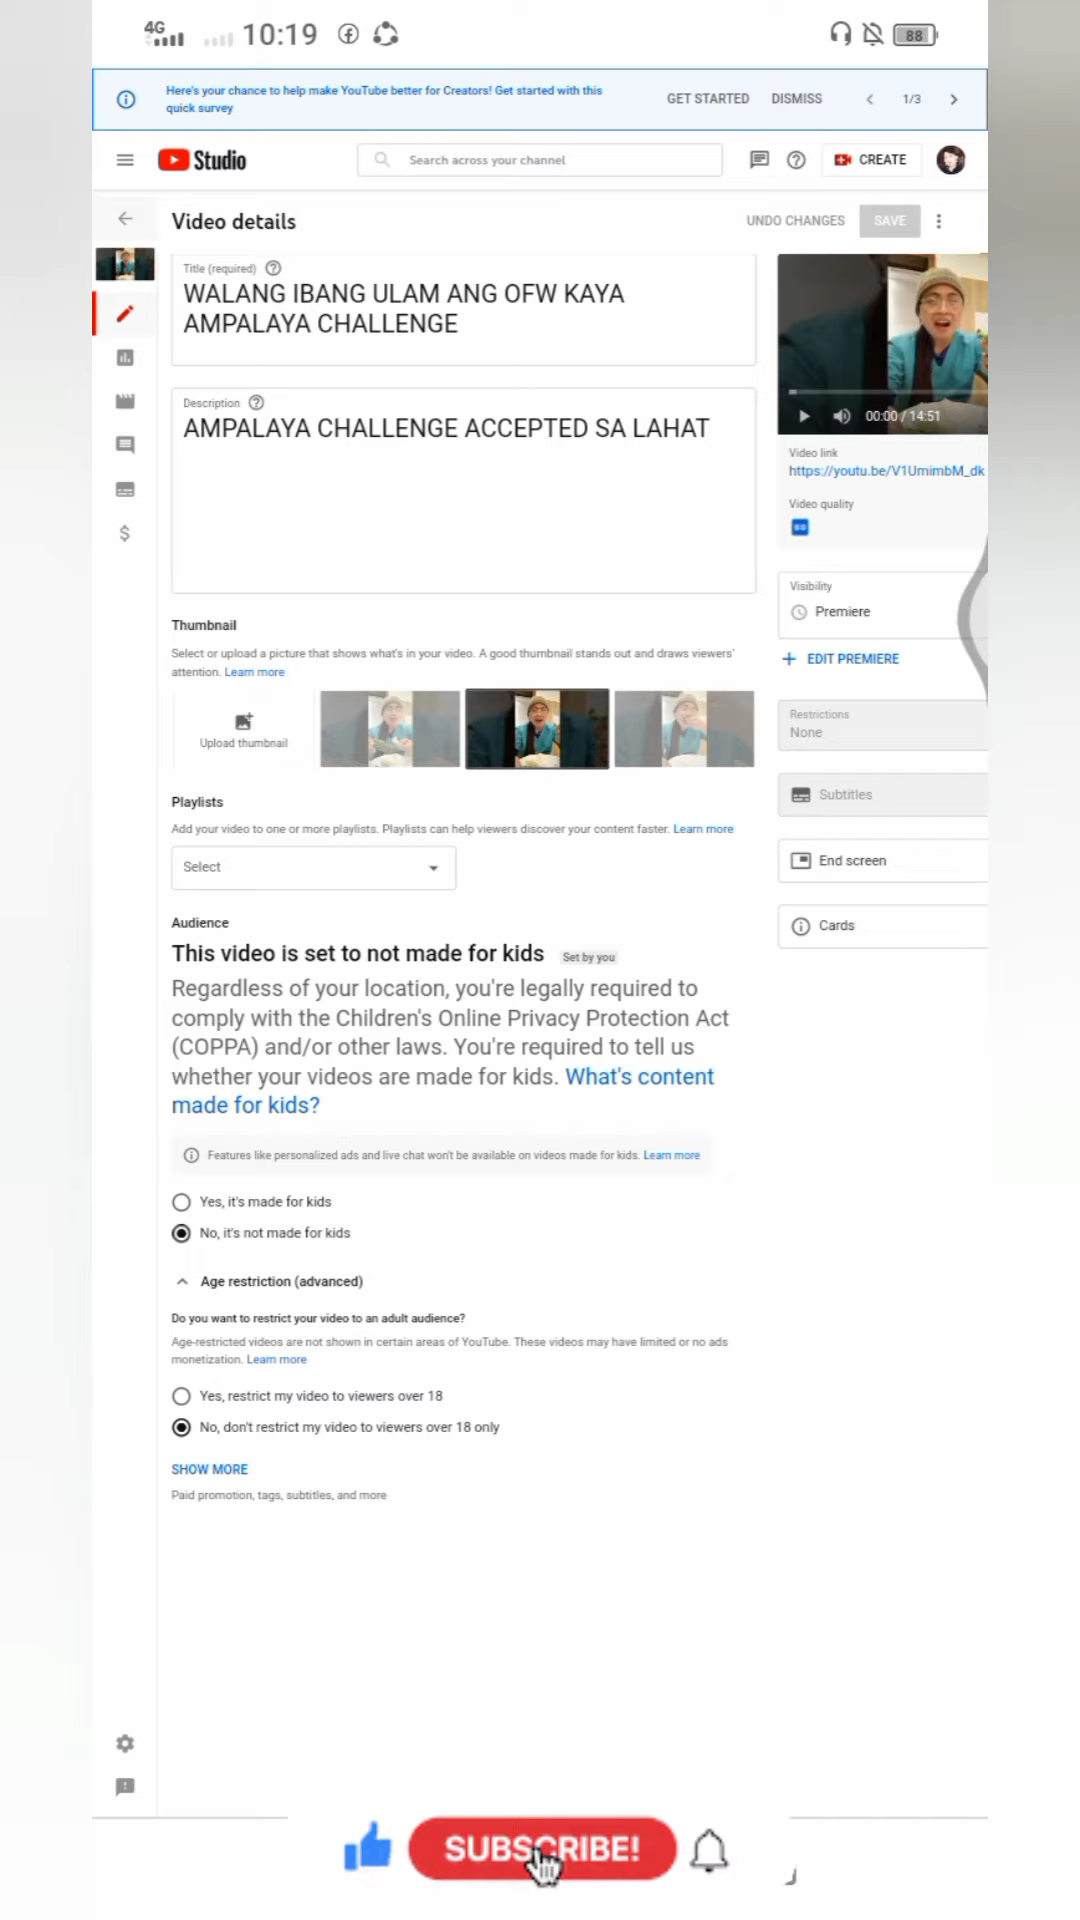 4G 10:19 88
Here's your chance to help make YouTube better for Creators! Get started with this
quick survey
GET STARTED DISMISS 1/3
Studio Search across your channel CREATE
Video details UNDO CHANGES SAVE
Title (required)
WALANG IBANG ULAM ANG OFW KAYA
AMPALAYA CHALLENGE
Description
AMPALAYA CHALLENGE ACCEPTED SA LAHAT
00:00 / 14:51
Video link
https://youtu.be/V1UmimbM_dk
Video quality
SD
Visibility
Premiere
EDIT PREMIERE
Restrictions
None
Subtitles
End screen
Cards
Thumbnail
Select or upload a picture that shows what's in your video. A good thumbnail stands out and draws viewers'
attention. Learn more
Upload thumbnail
Playlists
Add your video to one or more playlists. Playlists can help viewers discover your content faster. Learn more
Select
Audience
This video is set to not made for kids Set by you
Regardless of your location, you're legally required to
comply with the Children's Online Privacy Protection Act
(COPPA) and/or other laws. You're required to tell us
whether your videos are made for kids. What's content
made for kids?
Features like personalized ads and live chat won't be available on videos made for kids. Learn more
Yes, it's made for kids
No, it's not made for kids
Age restriction (advanced)
Do you want to restrict your video to an adult audience?
Age-restricted videos are not shown in certain areas of YouTube. These videos may have limited or no ads
monetization. Learn more
Yes, restrict my video to viewers over 18
No, don't restrict my video to viewers over 18 only
SHOW MORE
Paid promotion, tags, subtitles, and more
SUBSCRIBE!